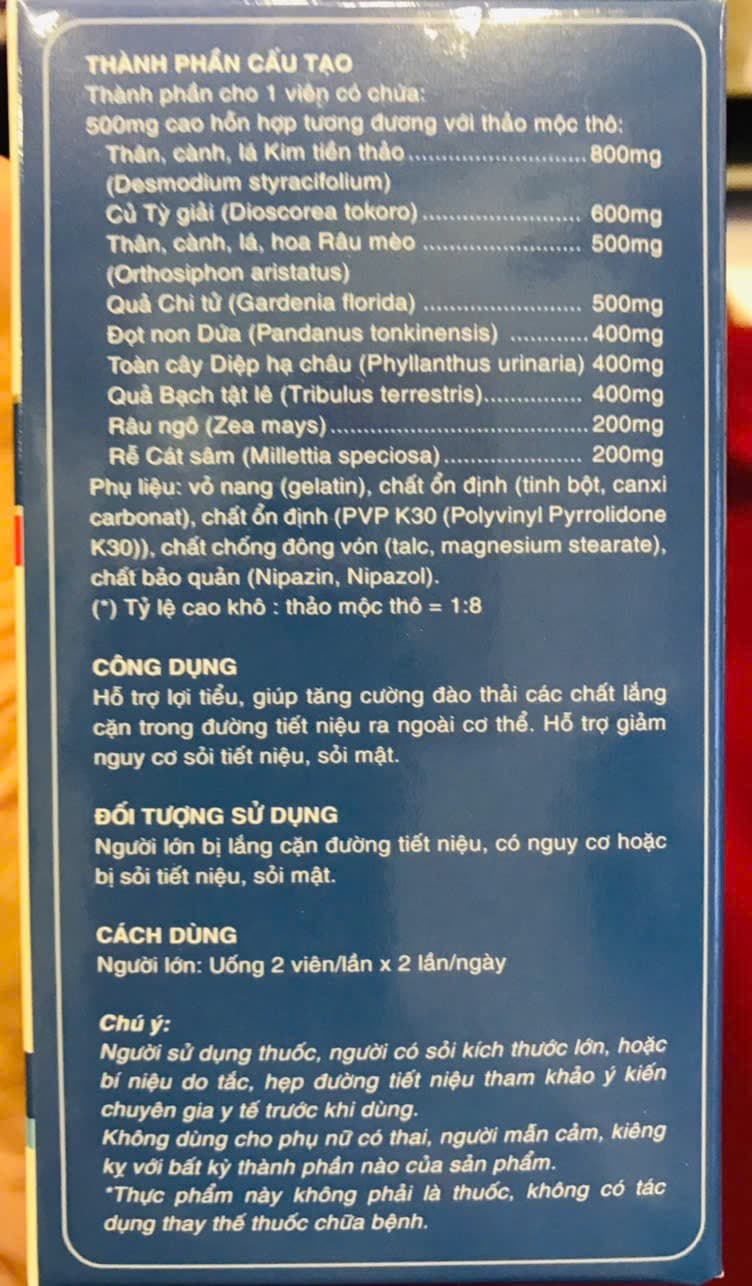 THÀNH PHẦN CẤU TẠO
Thành phần cho 1 viên có chứa:
500mg cao hỗn hợp tương đương với thảo mộc thô:
Thân, cành, lá Kim tiền thảo ........................... 800mg
(Desmodium styracifolium)
Củ Tỳ giải (Dioscorea tokoro) ........................ 600mg
Thân, cành, lá, hoa Râu mèo ........................ 500mg
(Orthosiphon aristatus)
Quả Chi tử (Gardenia florida) ........................ 500mg
Đọt non Dứa (Pandanus tonkinensis) ............ 400mg
Toàn cây Diệp hạ châu (Phyllanthus urinaria) 400mg
Quả Bạch tật lê (Tribulus terrestris)............... 400mg
Râu ngô (Zea mays) ....................................... 200mg
Rễ Cát sâm (Millettia speciosa) ..................... 200mg
Phụ liệu: vỏ nang (gelatin), chất ổn định (tinh bột, canxi
carbonat), chất ổn định (PVP K30 (Polyvinyl Pyrrolidone
K30)), chất chống đông vón (talc, magnesium stearate),
chất bảo quản (Nipazin, Nipazol).
(*) Tỷ lệ cao khô : thảo mộc thô = 1:8
CÔNG DỤNG
Hỗ trợ lợi tiểu, giúp tăng cường đào thải các chất lắng
cặn trong đường tiết niệu ra ngoài cơ thể. Hỗ trợ giảm
nguy cơ sỏi tiết niệu, sỏi mật.
ĐỐI TƯỢNG SỬ DỤNG
Người lớn bị lắng cặn đường tiết niệu, có nguy cơ hoặc
bị sỏi tiết niệu, sỏi mật.
CÁCH DÙNG
Người lớn: Uống 2 viên/lần x 2 lần/ngày
Chú ý:
Người sử dụng thuốc, người có sỏi kích thước lớn, hoặc
bí niệu do tắc, hẹp đường tiết niệu tham khảo ý kiến
chuyên gia y tế trước khi dùng.
Không dùng cho phụ nữ có thai, người mẫn cảm, kiêng
kỵ với bất kỳ thành phần nào của sản phẩm.
*Thực phẩm này không phải là thuốc, không có tác
dụng thay thế thuốc chữa bệnh.